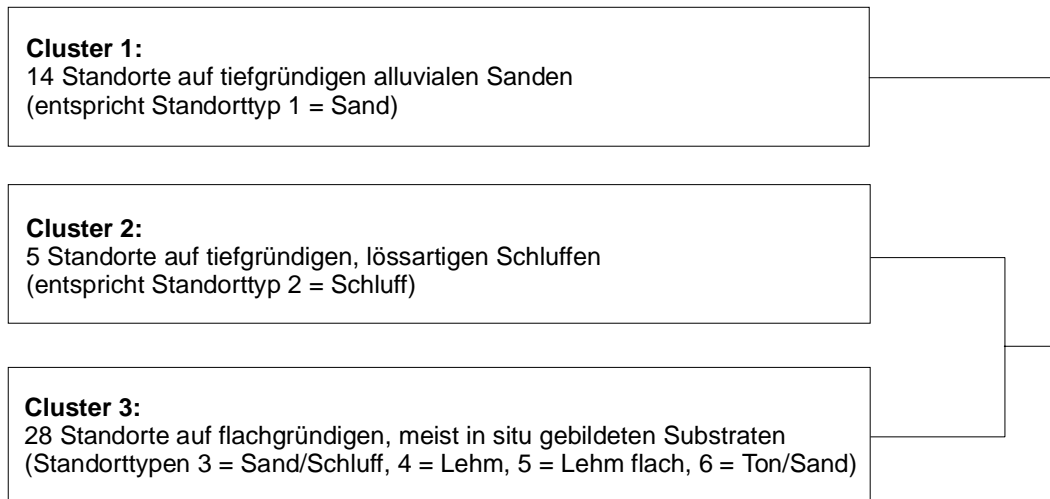 Cluster 1:
14 Standorte auf tiefgründigen alluvialen Sanden
(entspricht Standorttyp 1 = Sand)
Cluster 2:
5 Standorte auf tiefgründigen, lössartigen Schluffen
(entspricht Standorttyp 2 = Schluff)
Cluster 3:
28 Standorte auf flachgründigen, meist in situ gebildeten Substraten
(Standorttypen 3 = Sand/Schluff, 4 = Lehm, 5 = Lehm flach, 6 = Ton/Sand)